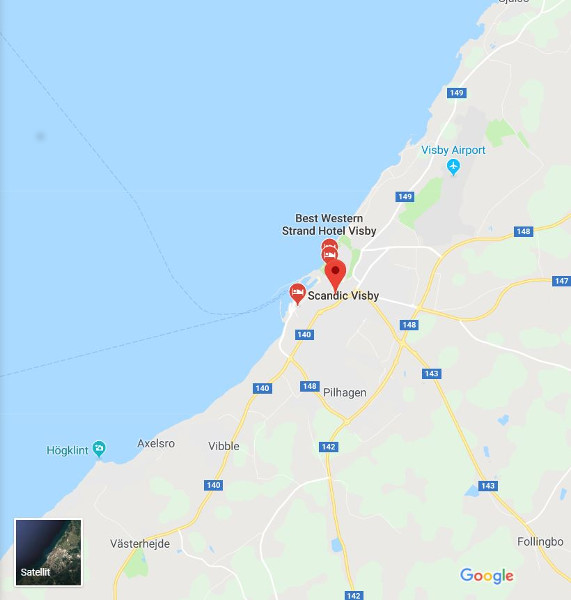 149
Visby Airport
149
Best Western
Strand Hotel Visby
148
147
Scandic Visby
148
140
143
148
140
Pilhagen
142
Axelsro
Vibble
Högklint
140
143
Västerhejde
Follingbo
Satellit
Google
142